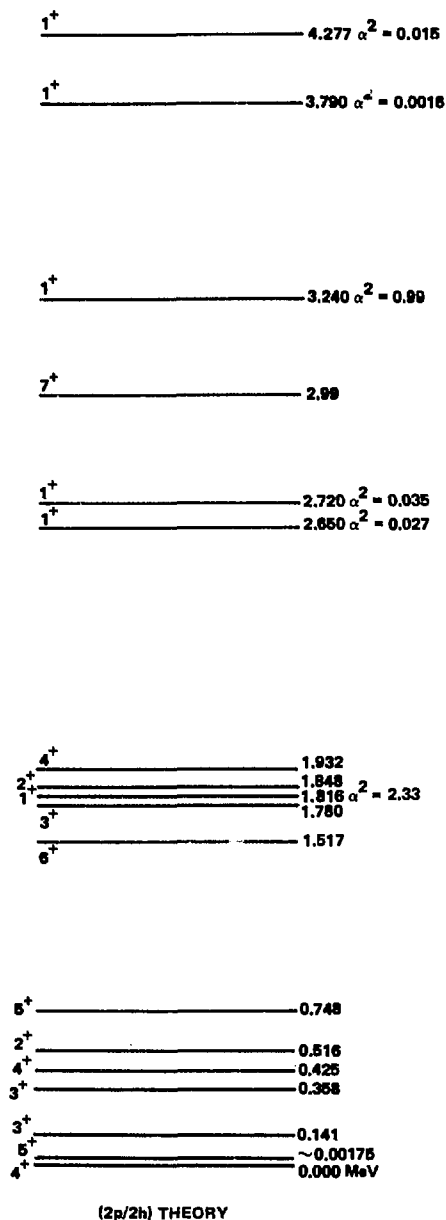 1+ 4.277 α2 = 0.015
1+ 3.790 α2 = 0.0016
1+ 3.240 α2 = 0.99
7+ 2.99
1+ 2.720 α2 = 0.035
1+ 2.650 α2 = 0.027
4+ 1.932
2+ 1.848
1+ 1.816 α2 = 2.33
3+ 1.780
6+ 1.517
5+ 0.748
2+ 0.516
4+ 0.425
3+ 0.358
3+ 0.141
5+ ~0.00175
4+ 0.000 MeV
(2p/2h) THEORY